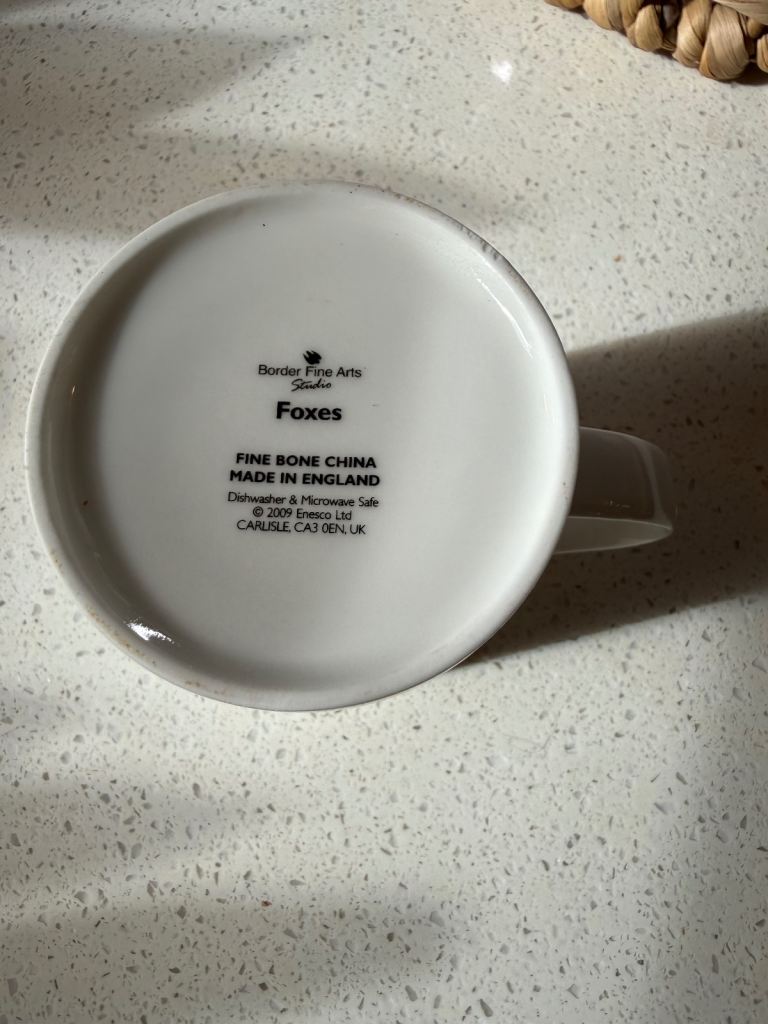 Border Fine Arts
Studio
Foxes
FINE BONE CHINA
MADE IN ENGLAND
Dishwasher & Microwave Safe
© 2009 Enesco Ltd
CARLISLE, CA3 0EN, UK